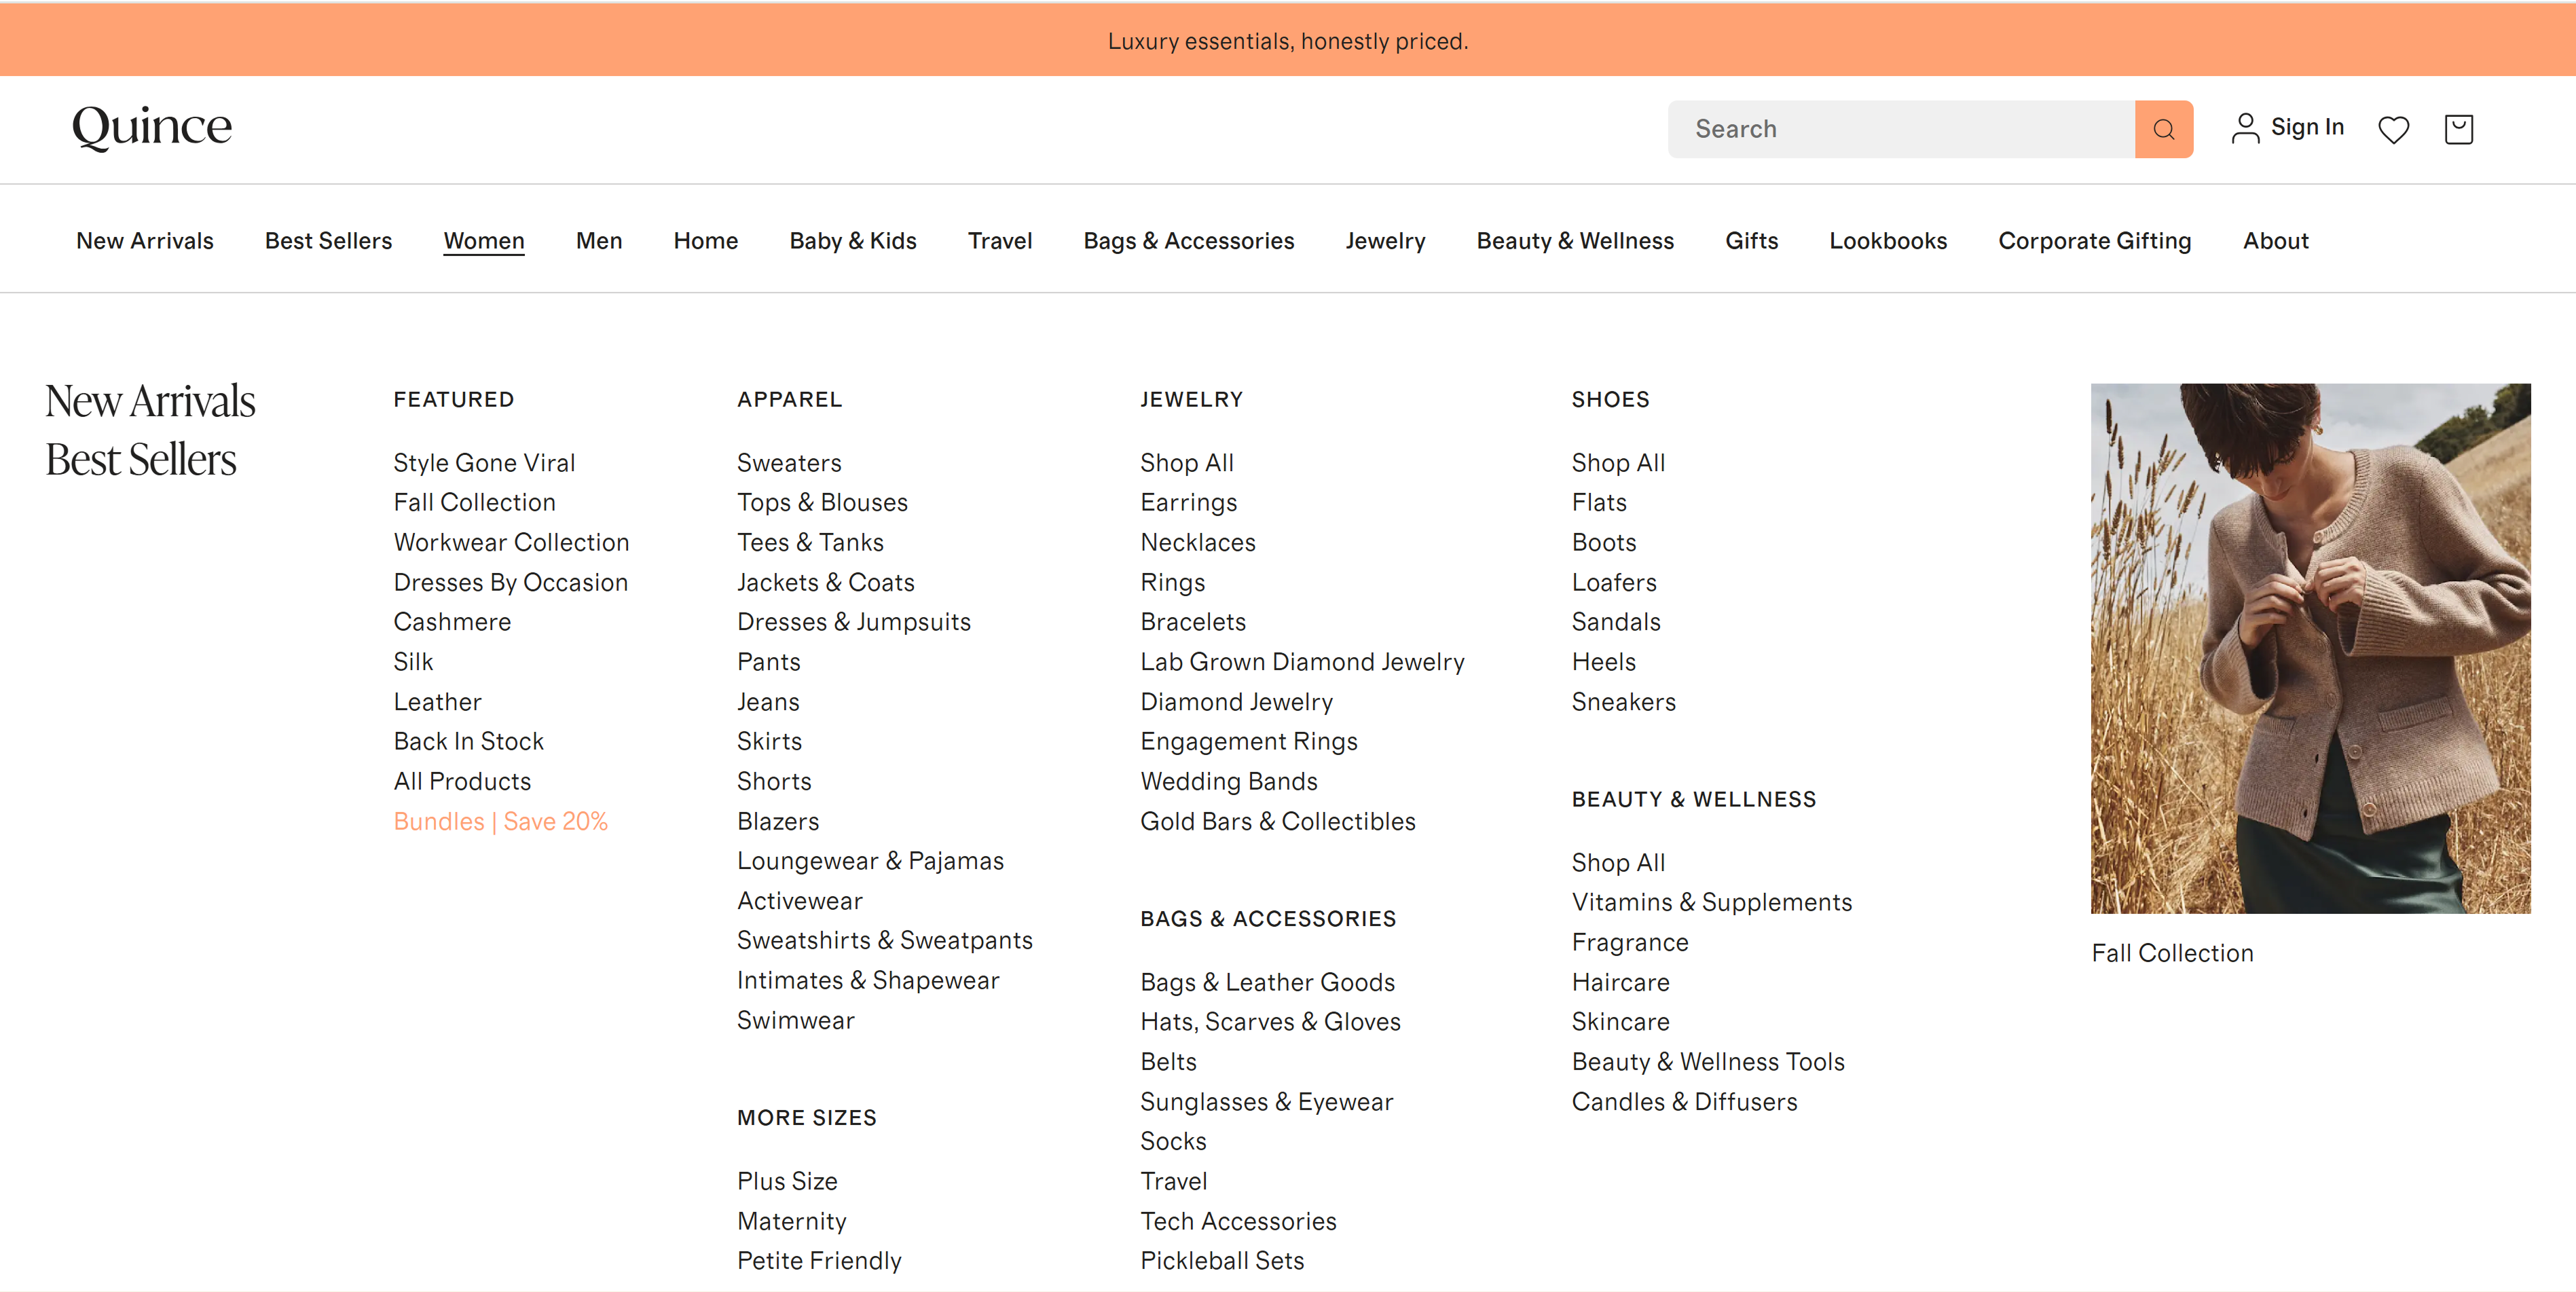 Luxury essentials, honestly priced.
Quince
Search
Sign In
New Arrivals Best Sellers Women Men Home Baby & Kids Travel Bags & Accessories Jewelry Beauty & Wellness Gifts Lookbooks Corporate Gifting About
New Arrivals
Best Sellers
FEATURED
Style Gone Viral
Fall Collection
Workwear Collection
Dresses By Occasion
Cashmere
Silk
Leather
Back In Stock
All Products
Bundles | Save 20%
APPAREL
Sweaters
Tops & Blouses
Tees & Tanks
Jackets & Coats
Dresses & Jumpsuits
Pants
Jeans
Skirts
Shorts
Blazers
Loungewear & Pajamas
Activewear
Sweatshirts & Sweatpants
Intimates & Shapewear
Swimwear
MORE SIZES
Plus Size
Maternity
Petite Friendly
JEWELRY
Shop All
Earrings
Necklaces
Rings
Bracelets
Lab Grown Diamond Jewelry
Diamond Jewelry
Engagement Rings
Wedding Bands
Gold Bars & Collectibles
BAGS & ACCESSORIES
Bags & Leather Goods
Hats, Scarves & Gloves
Belts
Sunglasses & Eyewear
Socks
Travel
Tech Accessories
Pickleball Sets
SHOES
Shop All
Flats
Boots
Loafers
Sandals
Heels
Sneakers
BEAUTY & WELLNESS
Shop All
Vitamins & Supplements
Fragrance
Haircare
Skincare
Beauty & Wellness Tools
Candles & Diffusers
Fall Collection